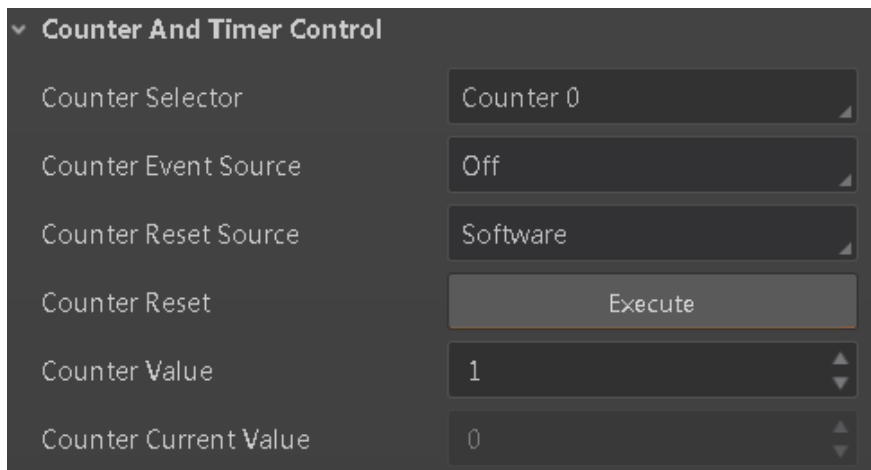 Counter And Timer Control
Counter Selector Counter 0
Counter Event Source Off
Counter Reset Source Software
Counter Reset Execute
Counter Value 1
Counter Current Value 0